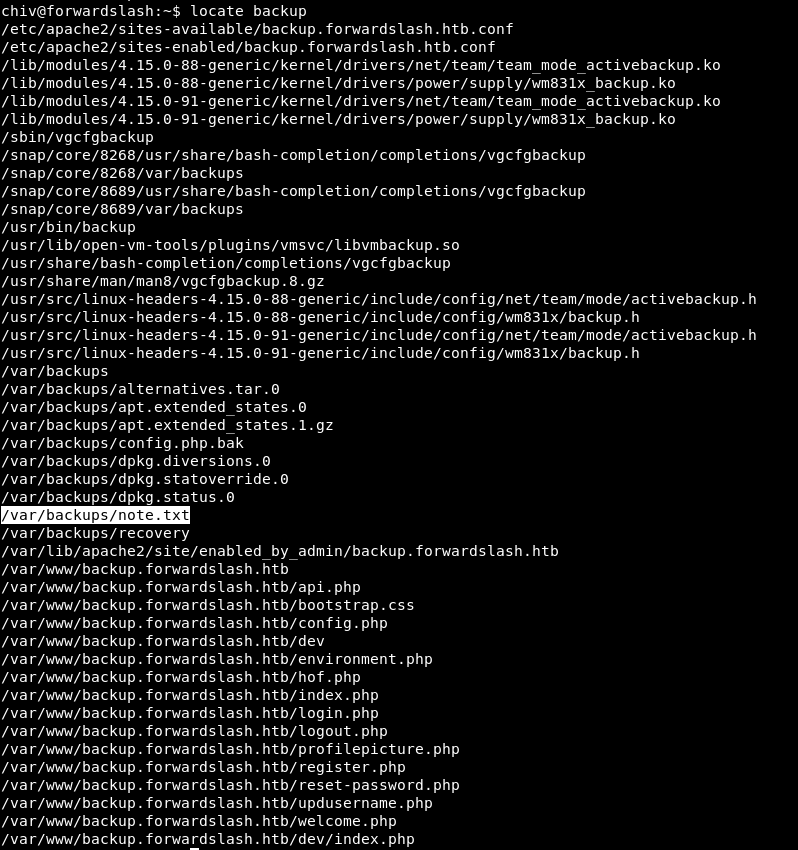 chiv@forwardslash:~$ locate backup
/etc/apache2/sites-available/backup.forwardslash.htb.conf
/etc/apache2/sites-enabled/backup.forwardslash.htb.conf
/lib/modules/4.15.0-88-generic/kernel/drivers/net/team/team_mode_activebackup.ko
/lib/modules/4.15.0-88-generic/kernel/drivers/power/supply/wm831x_backup.ko
/lib/modules/4.15.0-91-generic/kernel/drivers/net/team/team_mode_activebackup.ko
/lib/modules/4.15.0-91-generic/kernel/drivers/power/supply/wm831x_backup.ko
/sbin/vgcfgbackup
/snap/core/8268/usr/share/bash-completion/completions/vgcfgbackup
/snap/core/8268/var/backups
/snap/core/8689/usr/share/bash-completion/completions/vgcfgbackup
/snap/core/8689/var/backups
/usr/bin/backup
/usr/lib/open-vm-tools/plugins/vmsvc/libvmbackup.so
/usr/share/bash-completion/completions/vgcfgbackup
/usr/share/man/man8/vgcfgbackup.8.gz
/usr/src/linux-headers-4.15.0-88-generic/include/config/net/team/mode/activebackup.h
/usr/src/linux-headers-4.15.0-88-generic/include/config/wm831x/backup.h
/usr/src/linux-headers-4.15.0-91-generic/include/config/net/team/mode/activebackup.h
/usr/src/linux-headers-4.15.0-91-generic/include/config/wm831x/backup.h
/var/backups
/var/backups/alternatives.tar.0
/var/backups/apt.extended_states.0
/var/backups/apt.extended_states.1.gz
/var/backups/config.php.bak
/var/backups/dpkg.diversions.0
/var/backups/dpkg.statoverride.0
/var/backups/dpkg.status.0
/var/backups/note.txt
/var/backups/recovery
/var/lib/apache2/site/enabled_by_admin/backup.forwardslash.htb
/var/www/backup.forwardslash.htb
/var/www/backup.forwardslash.htb/api.php
/var/www/backup.forwardslash.htb/bootstrap.css
/var/www/backup.forwardslash.htb/config.php
/var/www/backup.forwardslash.htb/dev
/var/www/backup.forwardslash.htb/environment.php
/var/www/backup.forwardslash.htb/hof.php
/var/www/backup.forwardslash.htb/index.php
/var/www/backup.forwardslash.htb/login.php
/var/www/backup.forwardslash.htb/logout.php
/var/www/backup.forwardslash.htb/profilepicture.php
/var/www/backup.forwardslash.htb/register.php
/var/www/backup.forwardslash.htb/reset-password.php
/var/www/backup.forwardslash.htb/updusername.php
/var/www/backup.forwardslash.htb/welcome.php
/var/www/backup.forwardslash.htb/dev/index.php